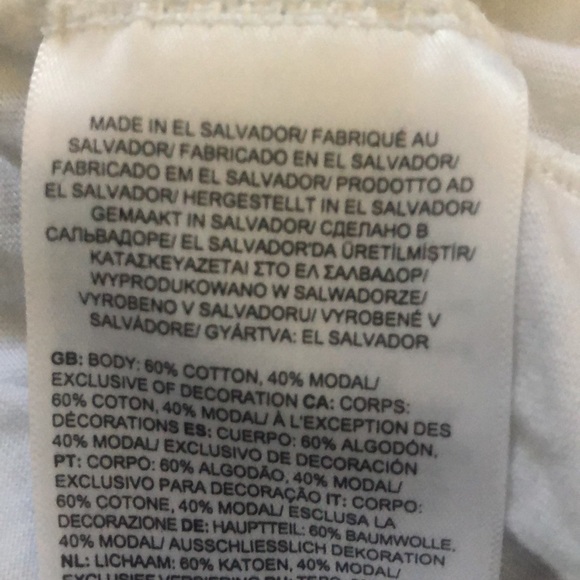 MADE IN EL SALVADOR/ FABRIQUÉ AU
SALVADOR/ FABRICADO EN EL SALVADOR/
FABRICADO EM EL SALVADOR/ PRODOTTO AD
EL SALVADOR/ HERGESTELLT IN EL SALVADOR/
GEMAAKT IN SALVADOR/ СДЕЛАНО В
САЛЬВАДОРЕ/ EL SALVADOR'DA ÜRETİLMİŞTİR/
ΚΑΤΑΣΚΕΥΑΖΕΤΑΙ ΣΤΟ ΕΛ ΣΑΛΒΑΔΟΡ/
WYPRODUKOWANO W SALWADORZE/
VYROBENO V SALVADORU/ VYROBENÉ V
SALVÁDORE/ GYÁRTVA: EL SALVADOR
GB: BODY: 60% COTTON, 40% MODAL/
EXCLUSIVE OF DECORATION CA: CORPS:
60% COTON, 40% MODAL/ À L'EXCEPTION DES
DÉCORATIONS ES: CUERPO: 60% ALGODÓN,
40% MODAL/ EXCLUSIVO DE DECORACIÓN
PT: CORPO: 60% ALGODÃO, 40% MODAL/
EXCLUSIVO PARA DECORAÇÃO IT: CORPO:
60% COTONE, 40% MODAL/ ESCLUSA LA
DECORAZIONE DE: HAUPTTEIL: 60% BAUMWOLLE,
40% MODAL/ AUSSCHLIESSLICH DEKORATION
NL: LICHAAM: 60% KATOEN, 40% MODAL/